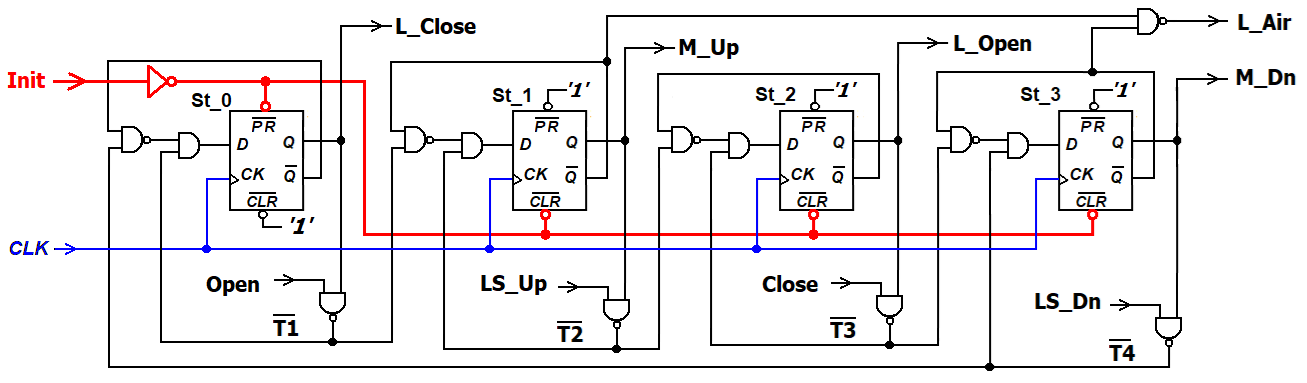 L_Close
M_Up
L_Open
L_Air
M_Dn
Init
St_0
PR
D Q
CK
Q
CLR
'1'
St_1
'1'
PR
D Q
CK
Q
CLR
St_2
'1'
PR
D Q
CK
Q
CLR
St_3
'1'
PR
D Q
CK
Q
CLR
CLK
Open
T1
LS_Up
T2
Close
T3
LS_Dn
T4